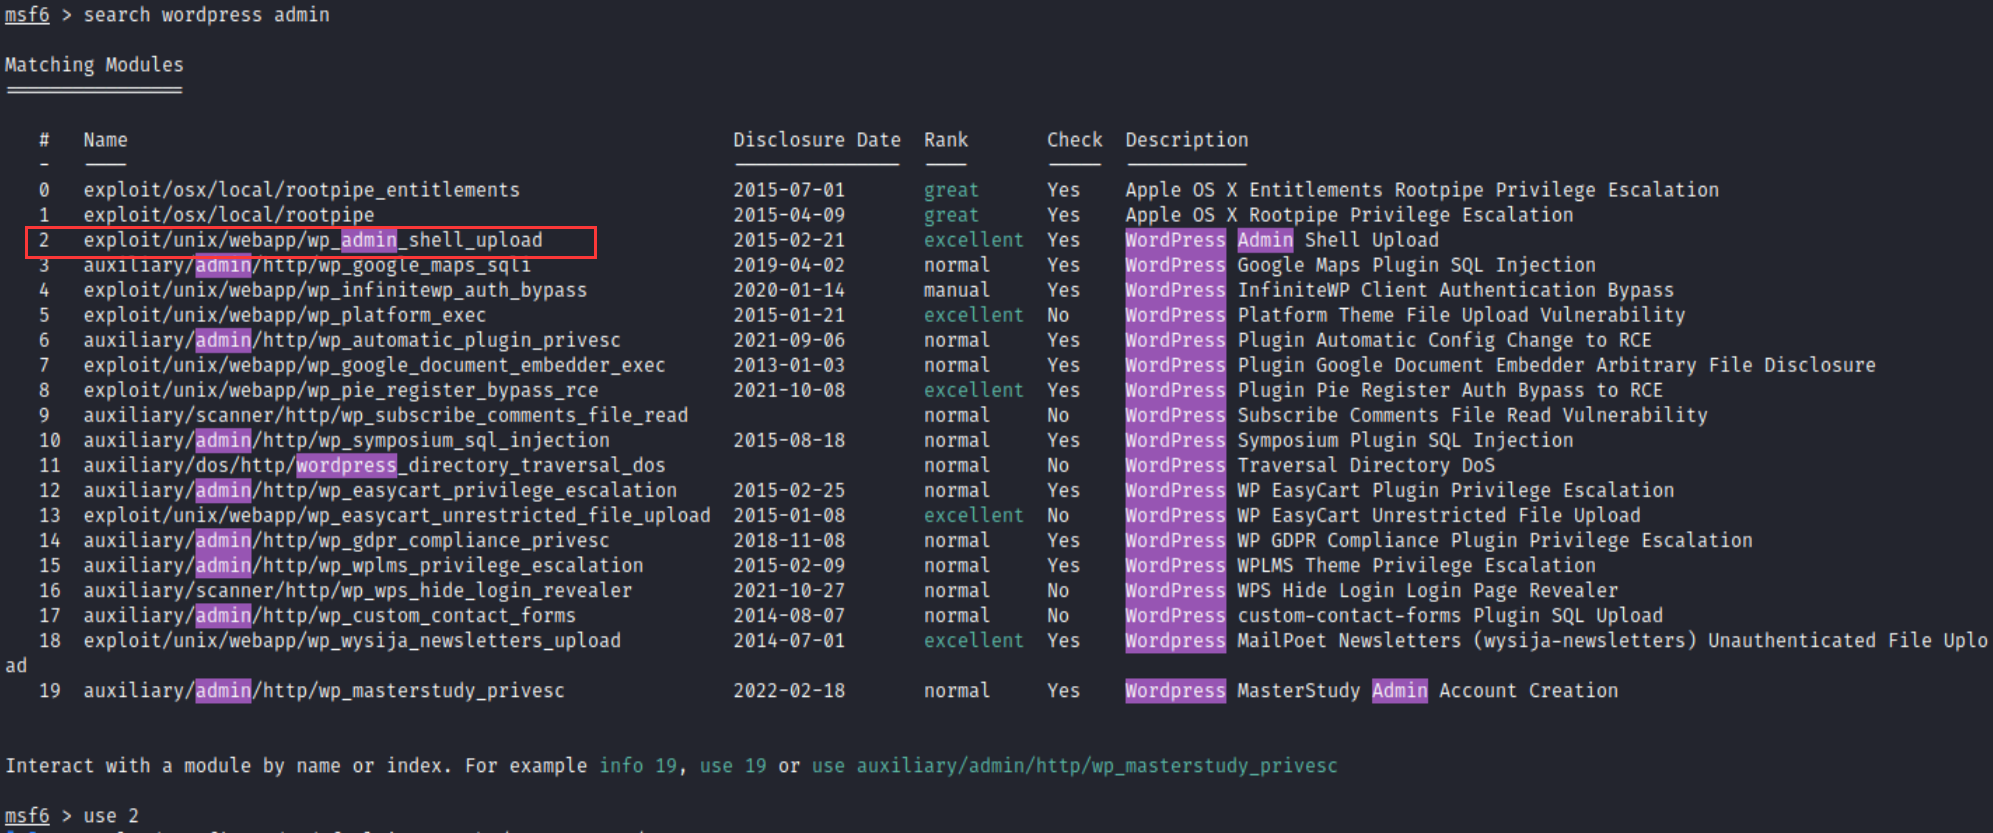 msf6 > search wordpress admin
Matching Modules
================
# Name Disclosure Date Rank Check Description
- ---- --------------- ---- ----- -----------
0 exploit/osx/local/rootpipe_entitlements 2015-07-01 great Yes Apple OS X Entitlements Rootpipe Privilege Escalation
1 exploit/osx/local/rootpipe 2015-04-09 great Yes Apple OS X Rootpipe Privilege Escalation
2 exploit/unix/webapp/wp_admin_shell_upload 2015-02-21 excellent Yes WordPress Admin Shell Upload
3 auxiliary/admin/http/wp_google_maps_sqli 2019-04-02 normal Yes WordPress Google Maps Plugin SQL Injection
4 exploit/unix/webapp/wp_infinitewp_auth_bypass 2020-01-14 manual Yes WordPress InfiniteWP Client Authentication Bypass
5 exploit/unix/webapp/wp_platform_exec 2015-01-21 excellent No WordPress Platform Theme File Upload Vulnerability
6 auxiliary/admin/http/wp_automatic_plugin_privesc 2021-09-06 normal Yes WordPress Plugin Automatic Config Change to RCE
7 exploit/unix/webapp/wp_google_document_embedder_exec 2013-01-03 normal Yes WordPress Plugin Google Document Embedder Arbitrary File Disclosure
8 exploit/unix/webapp/wp_pie_register_bypass_rce 2021-10-08 excellent Yes WordPress Plugin Pie Register Auth Bypass to RCE
9 auxiliary/scanner/http/wp_subscribe_comments_file_read normal No WordPress Subscribe Comments File Read Vulnerability
10 auxiliary/admin/http/wp_symposium_sql_injection 2015-08-18 normal Yes WordPress Symposium Plugin SQL Injection
11 auxiliary/dos/http/wordpress_directory_traversal_dos normal No WordPress Traversal Directory DoS
12 auxiliary/admin/http/wp_easycart_privilege_escalation 2015-02-25 normal Yes WordPress WP EasyCart Plugin Privilege Escalation
13 exploit/unix/webapp/wp_easycart_unrestricted_file_upload 2015-01-08 excellent No WordPress WP EasyCart Unrestricted File Upload
14 auxiliary/admin/http/wp_gdpr_compliance_privesc 2018-11-08 normal Yes WordPress WP GDPR Compliance Plugin Privilege Escalation
15 auxiliary/admin/http/wp_wplms_privilege_escalation 2015-02-09 normal Yes WordPress WPLMS Theme Privilege Escalation
16 auxiliary/scanner/http/wp_wps_hide_login_revealer 2021-10-27 normal No WordPress WPS Hide Login Login Page Revealer
17 auxiliary/admin/http/wp_custom_contact_forms 2014-08-07 normal No WordPress custom-contact-forms Plugin SQL Upload
18 exploit/unix/webapp/wp_wysija_newsletters_upload 2014-07-01 excellent Yes Wordpress MailPoet Newsletters (wysija-newsletters) Unauthenticated File Uplo
ad
19 auxiliary/admin/http/wp_masterstudy_privesc 2022-02-18 normal Yes Wordpress MasterStudy Admin Account Creation
Interact with a module by name or index. For example info 19, use 19 or use auxiliary/admin/http/wp_masterstudy_privesc
msf6 > use 2